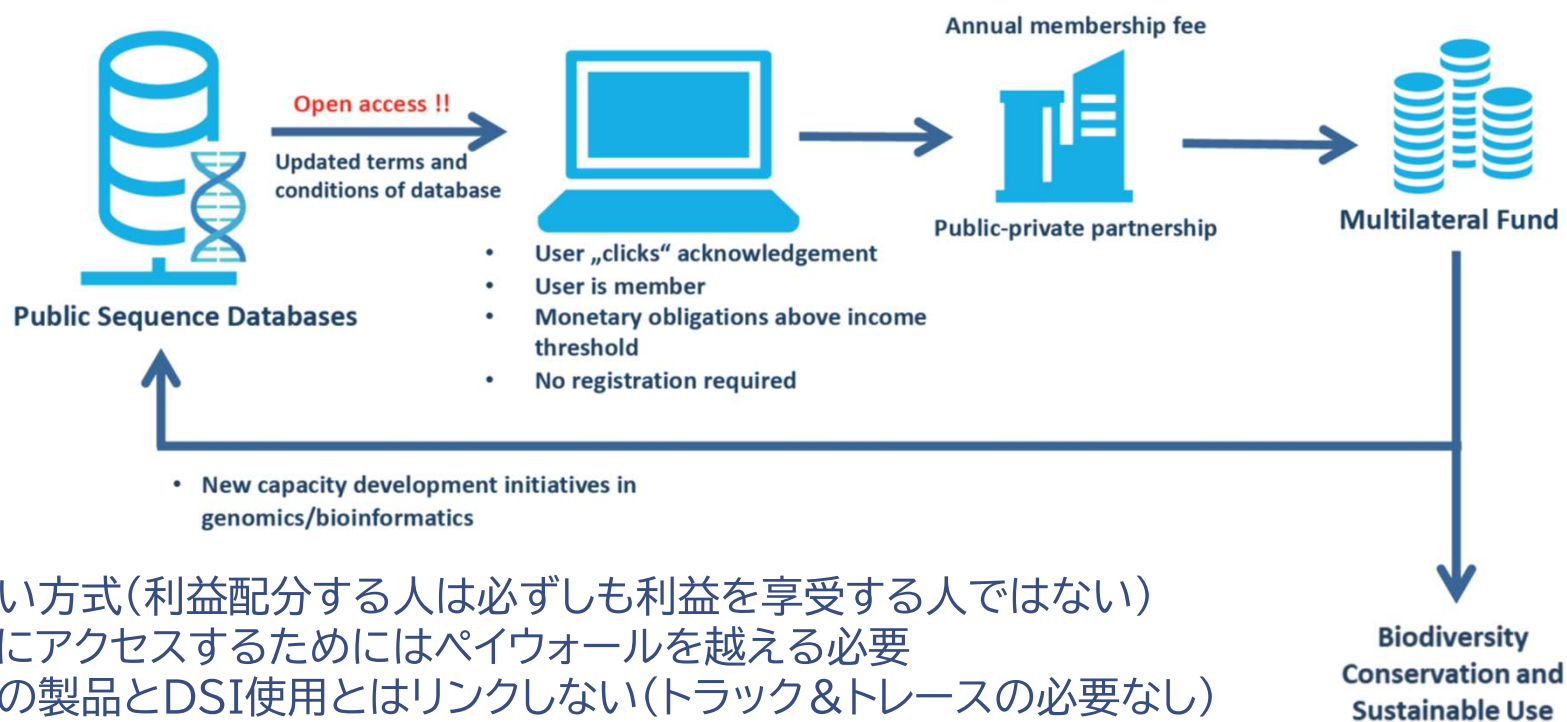 Open access !!
Updated terms and
conditions of database
Public Sequence Databases
• User „clicks“ acknowledgement
• User is member
• Monetary obligations above income
threshold
• No registration required
Annual membership fee
Public-private partnership
Multilateral Fund
• New capacity development initiatives in
genomics/bioinformatics
Biodiversity
Conservation and
Sustainable Use
い方式(利益配分する人は必ずしも利益を享受する人ではない)
にアクセスするためにはペイウォールを越える必要
の製品とDSI使用とはリンクしない(トラック＆トレースの必要なし)